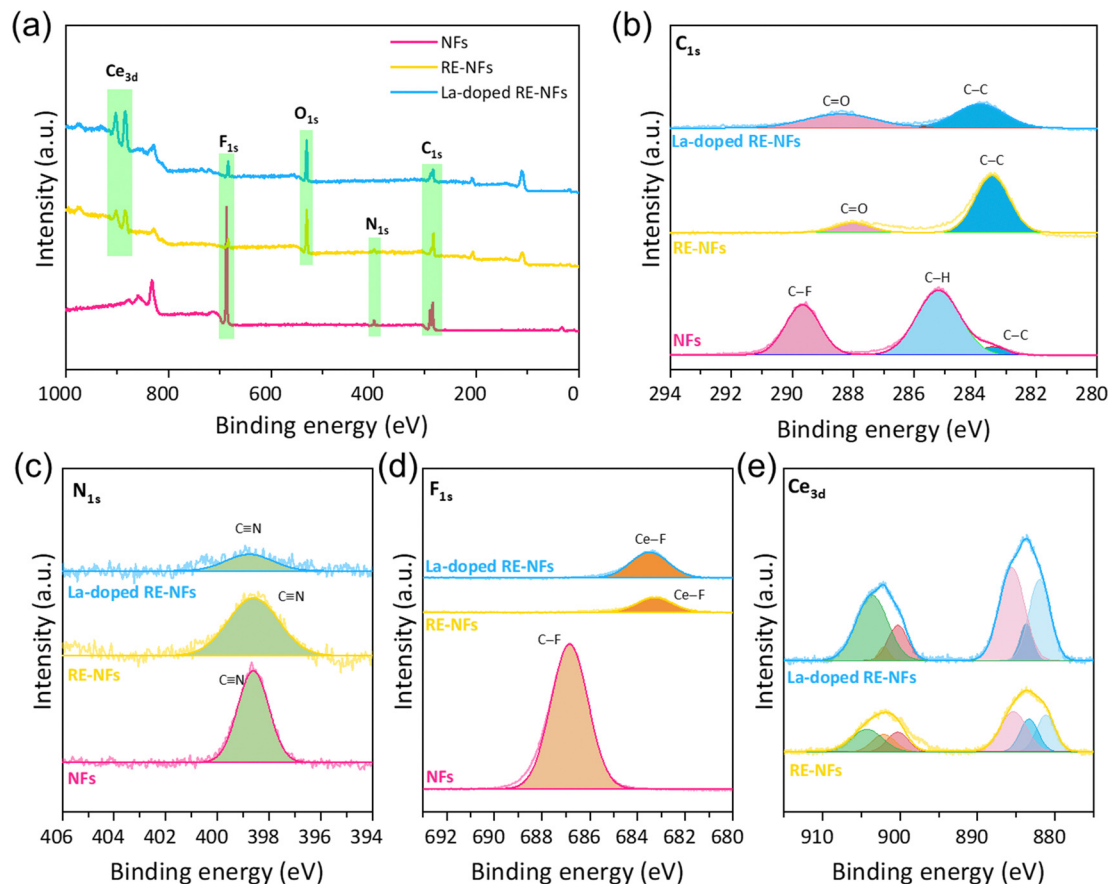 (a)
NFs
RE-NFs
La-doped RE-NFs
Ce3d
F1s
O1s
N1s
C1s
Intensity (a.u.)
1000 800 600 400 200 0
Binding energy (eV)
(b)
C1s
C=O
C–C
La-doped RE-NFs
C=O
C–C
RE-NFs
C–F
C–H
C–C
NFs
Intensity (a.u.)
294 292 290 288 286 284 282 280
Binding energy (eV)
(c)
N1s
C≡N
La-doped RE-NFs
C≡N
RE-NFs
C≡N
NFs
Intensity (a.u.)
406 404 402 400 398 396 394
Binding energy (eV)
(d)
F1s
Ce–F
La-doped RE-NFs
Ce–F
RE-NFs
C–F
NFs
Intensity (a.u.)
692 690 688 686 684 682 680
Binding energy (eV)
(e)
Ce3d
La-doped RE-NFs
RE-NFs
Intensity (a.u.)
910 900 890 880
Binding energy (eV)